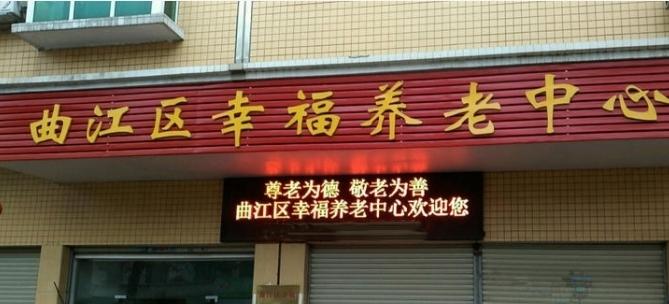 曲江区幸福养老中心
尊老为德 敬老为善
曲江区幸福养老中心欢迎您